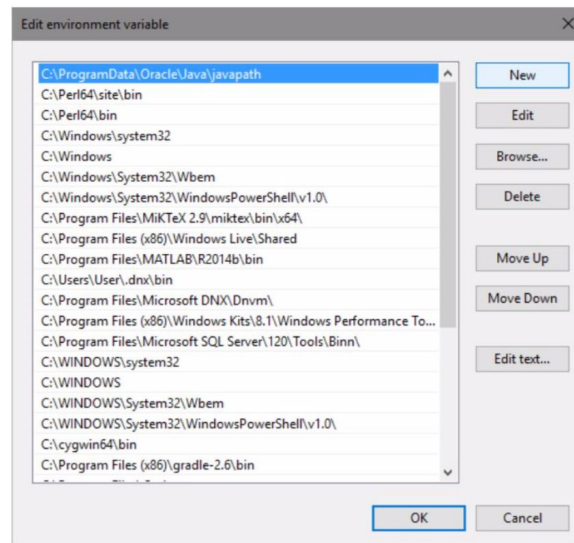 Edit environment variable
C:\ProgramData\Oracle\Java\javapath
C:\Perl64\site\bin
C:\Perl64\bin
C:\Windows\system32
C:\Windows
C:\Windows\System32\Wbem
C:\Windows\System32\WindowsPowerShell\v1.0\
C:\Program Files\MiKTeX 2.9\miktex\bin\x64\
C:\Program Files (x86)\Windows Live\Shared
C:\Program Files\MATLAB\R2014b\bin
C:\Users\User\.dnx\bin
C:\Program Files\Microsoft DNX\Dnvm\
C:\Program Files (x86)\Windows Kits\8.1\Windows Performance To...
C:\Program Files\Microsoft SQL Server\120\Tools\Binn\
C:\WINDOWS\system32
C:\WINDOWS
C:\WINDOWS\System32\Wbem
C:\WINDOWS\System32\WindowsPowerShell\v1.0\
C:\cygwin64\bin
C:\Program Files (x86)\gradle-2.6\bin
New
Edit
Browse...
Delete
Move Up
Move Down
Edit text...
OK
Cancel